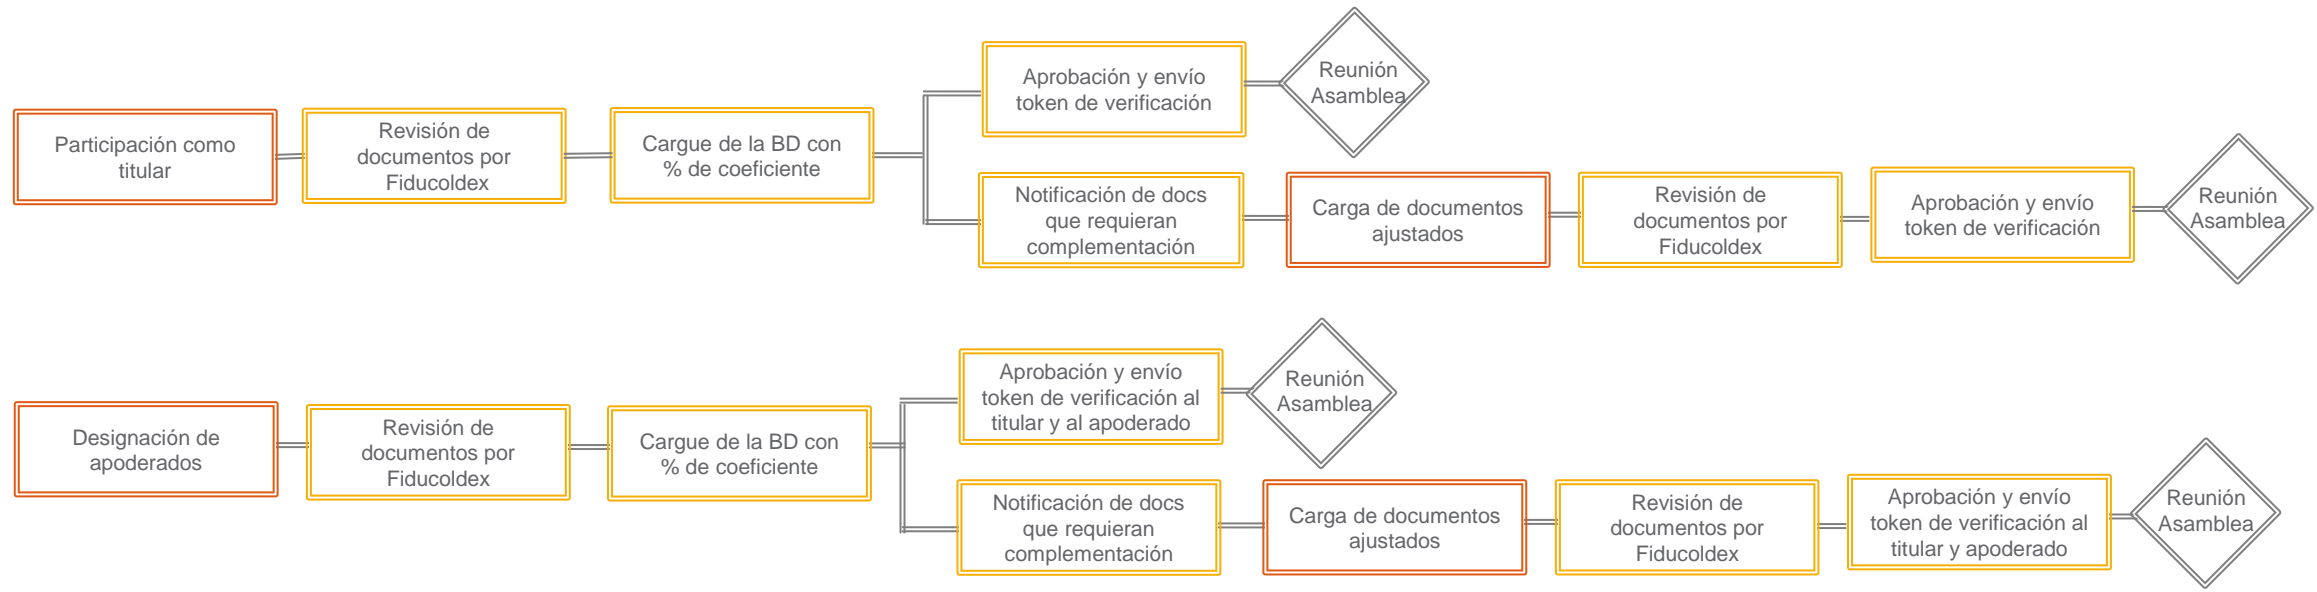 Participación como
titular
Revisión de
documentos por
Fiducoldex
Cargue de la BD con
% de coeficiente
Aprobación y envío
token de verificación
Reunión
Asamblea
Notificación de docs
que requieran
complementación
Carga de documentos
ajustados
Revisión de
documentos por
Fiducoldex
Aprobación y envío
token de verificación
Reunión
Asamblea
Designación de
apoderados
Revisión de
documentos por
Fiducoldex
Cargue de la BD con
% de coeficiente
Aprobación y envío
token de verificación al
titular y al apoderado
Reunión
Asamblea
Notificación de docs
que requieran
complementación
Carga de documentos
ajustados
Revisión de
documentos por
Fiducoldex
Aprobación y envío
token de verificación al
titular y apoderado
Reunión
Asamblea